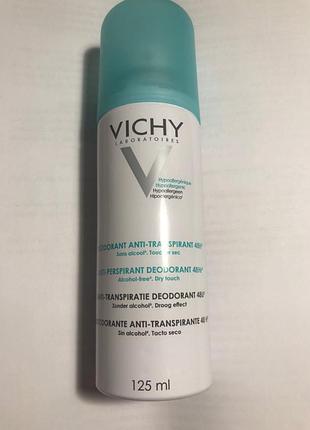 VICHY
LABORATOIRES
Hypoallergénique
Hypoallergenic
Hypoallergeen
Hipoalergénica
DEODORANT ANTI-TRANSPIRANT 48H
Sans alcool. Toucher sec
ANTI-PERSPIRANT DEODORANT 48H
Alcohol-free. Dry touch
ANTI-TRANSPIRATIE DEODORANT 48U
Zonder alcohol. Droog effect
DESODORANTE ANTI-TRANSPIRANTE 48 H
Sin alcohol. Tacto seco
125 ml